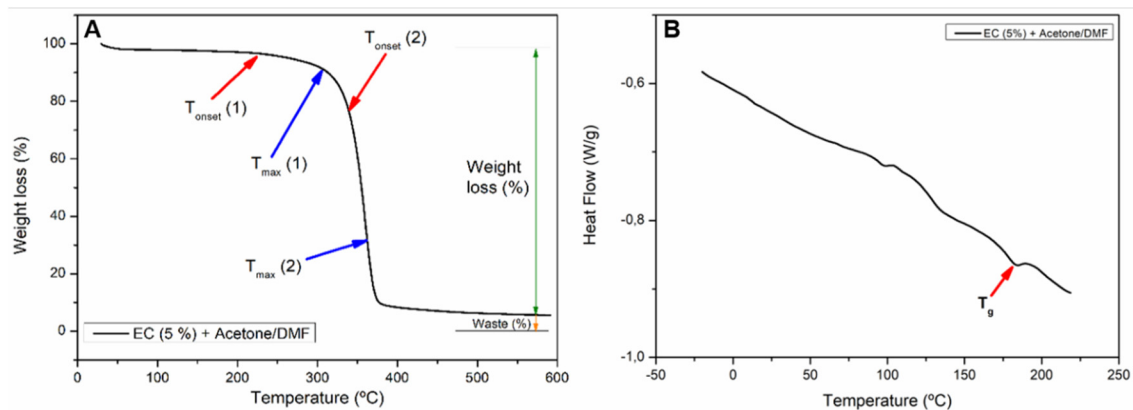 A
T onset (2)
T onset (1)
T max (1)
Weight
loss (%)
T max (2)
Waste (%)
EC (5 %) + Acetone/DMF
100
80
60
40
20
0
0 100 200 300 400 500 600
Weight loss (%)
Temperature (ºC)
B
EC (5%) + Acetone/DMF
-0,6
-0,8
-1,0
Tg
-50 0 50 100 150 200 250
Heat Flow (W/g)
Temperature (ºC)